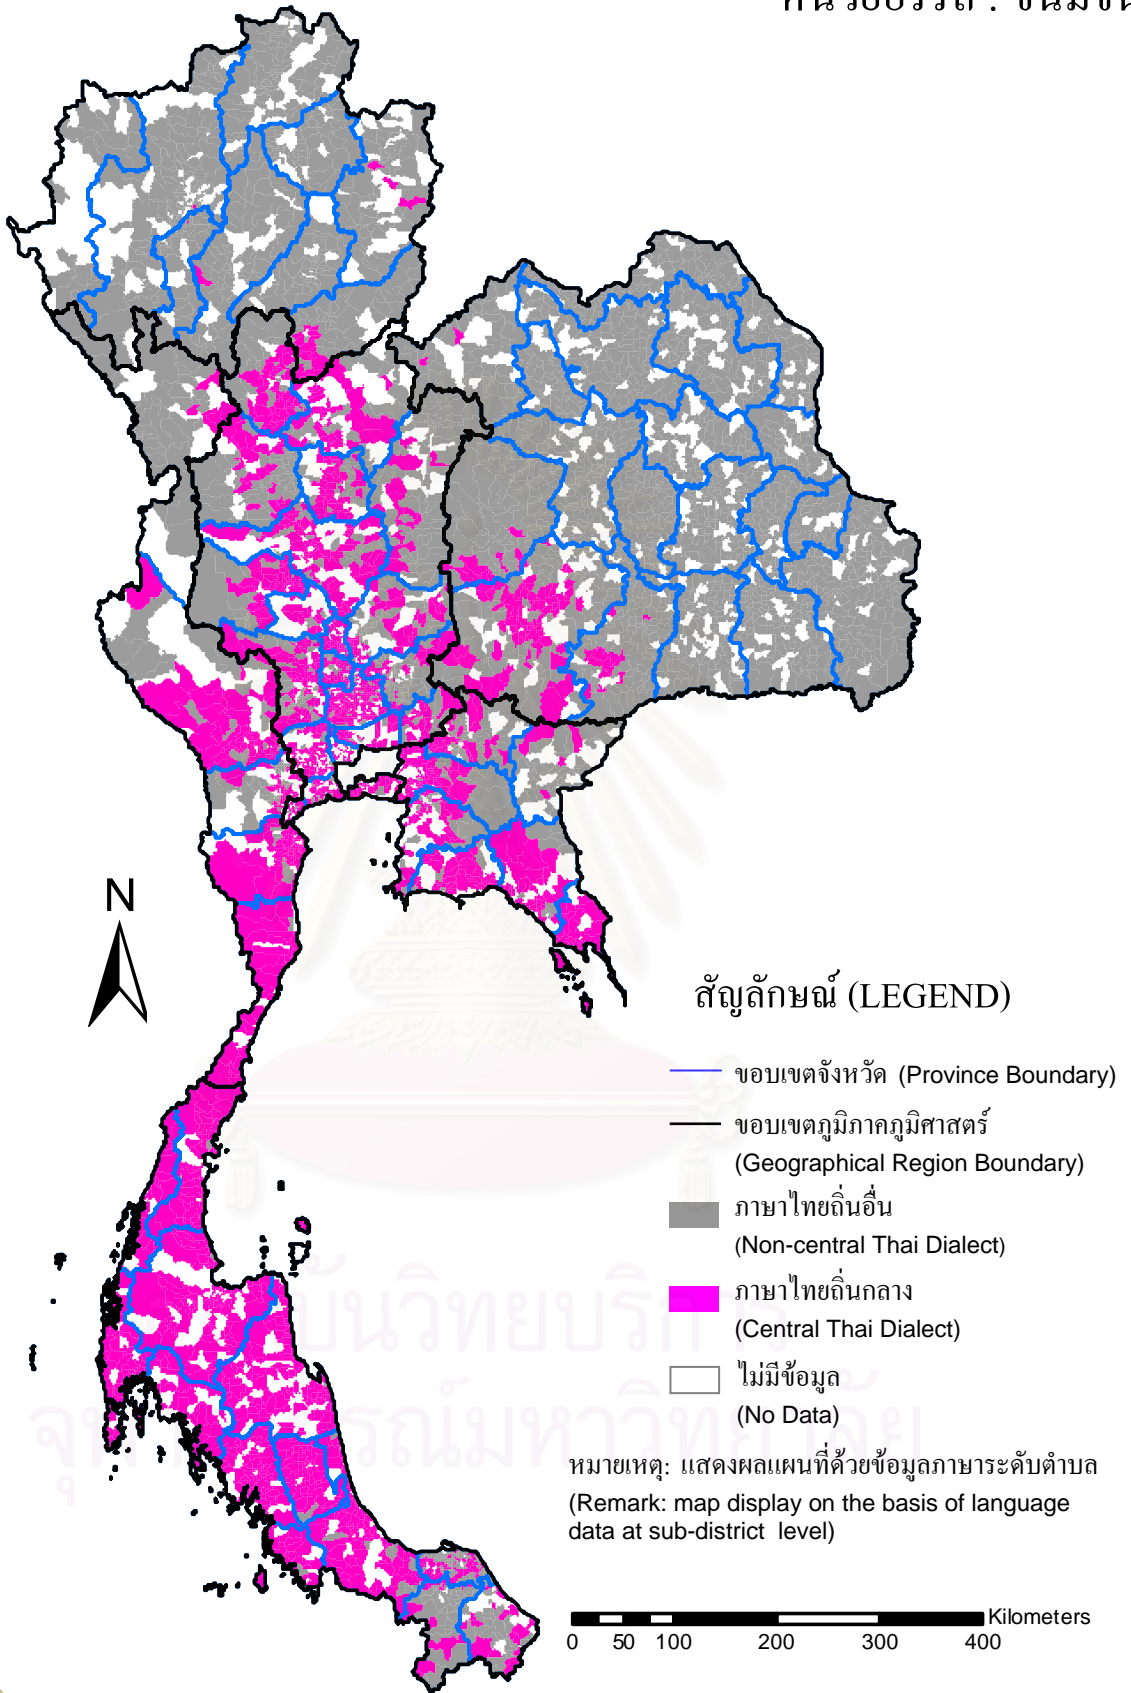 N
สัญลักษณ์ (LEGEND)
ขอบเขตจังหวัด (Province Boundary)
ขอบเขตภูมิภาคภูมิศาสตร์
(Geographical Region Boundary)
ภาษาไทยถิ่นอื่น
(Non-central Thai Dialect)
ภาษาไทยถิ่นกลาง
(Central Thai Dialect)
ไม่มีข้อมูล
(No Data)
หมายเหตุ: แสดงผลแผนที่ด้วยข้อมูลภาษาระดับตำบล
(Remark: map display on the basis of language
data at sub-district level)
Kilometers
0 50 100 200 300 400